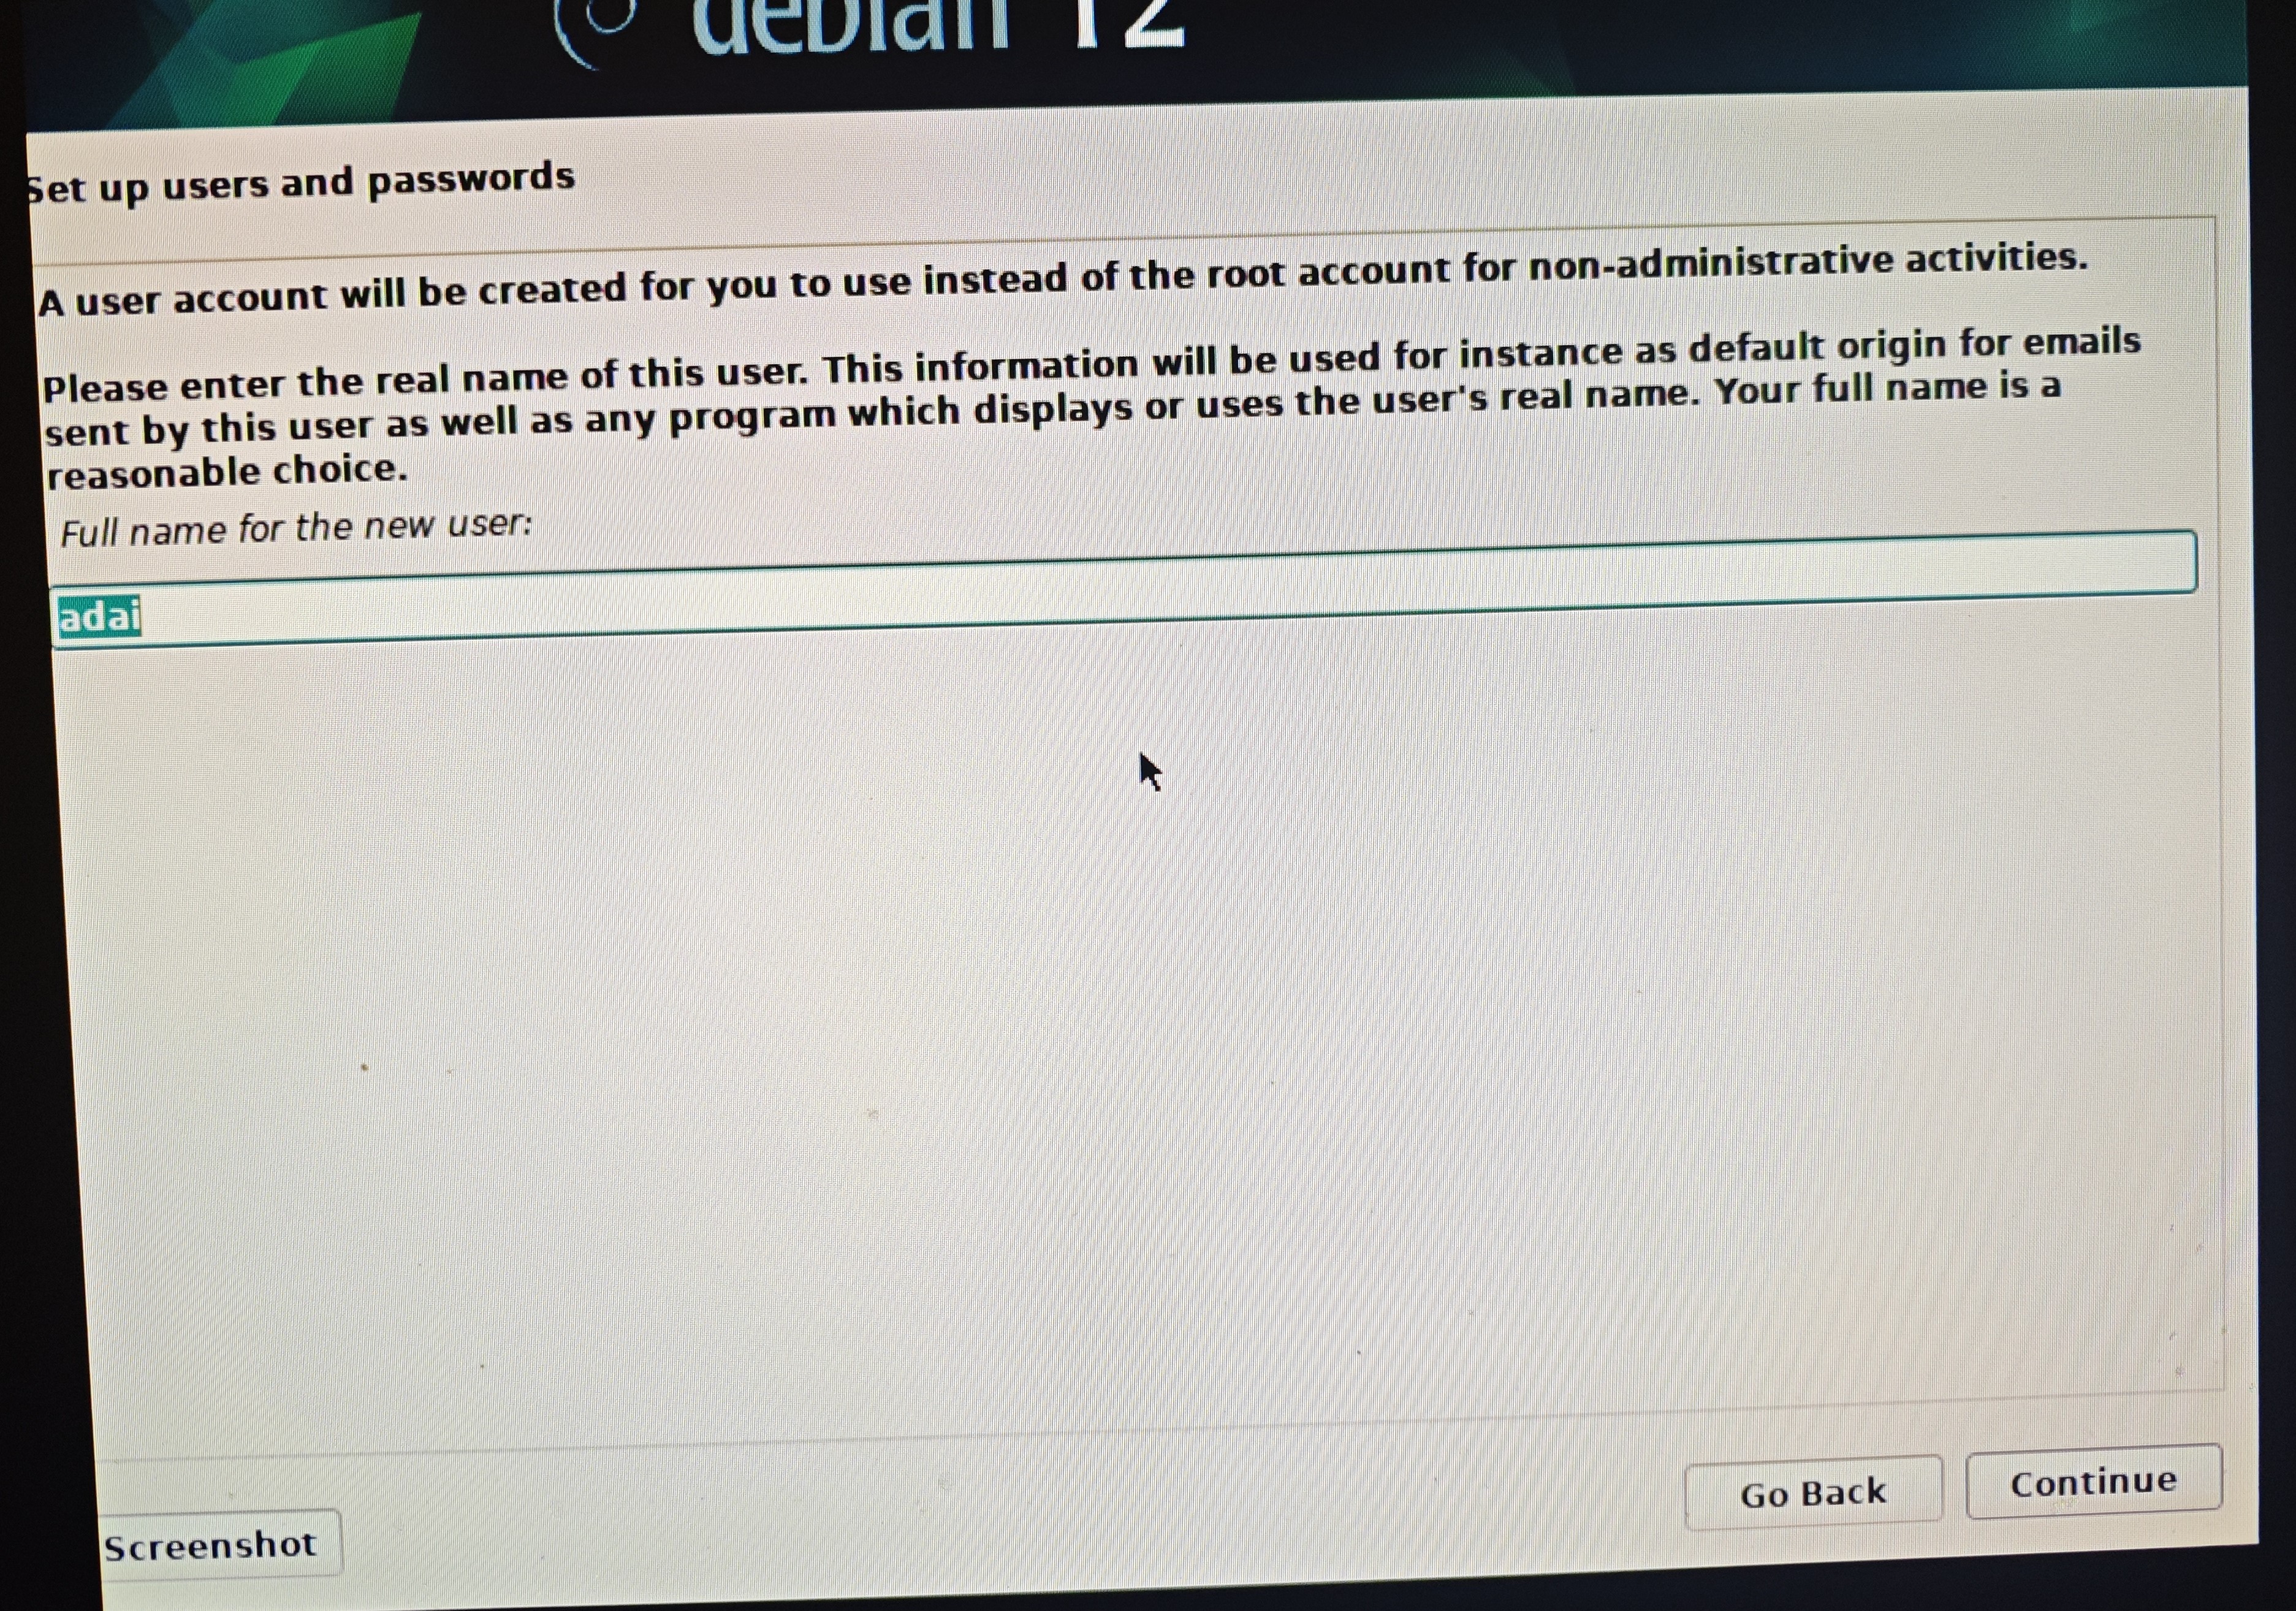 debian 12
Set up users and passwords
A user account will be created for you to use instead of the root account for non-administrative activities.
Please enter the real name of this user. This information will be used for instance as default origin for emails
sent by this user as well as any program which displays or uses the user's real name. Your full name is a
reasonable choice.
Full name for the new user:
adai
Go Back
Continue
Screenshot